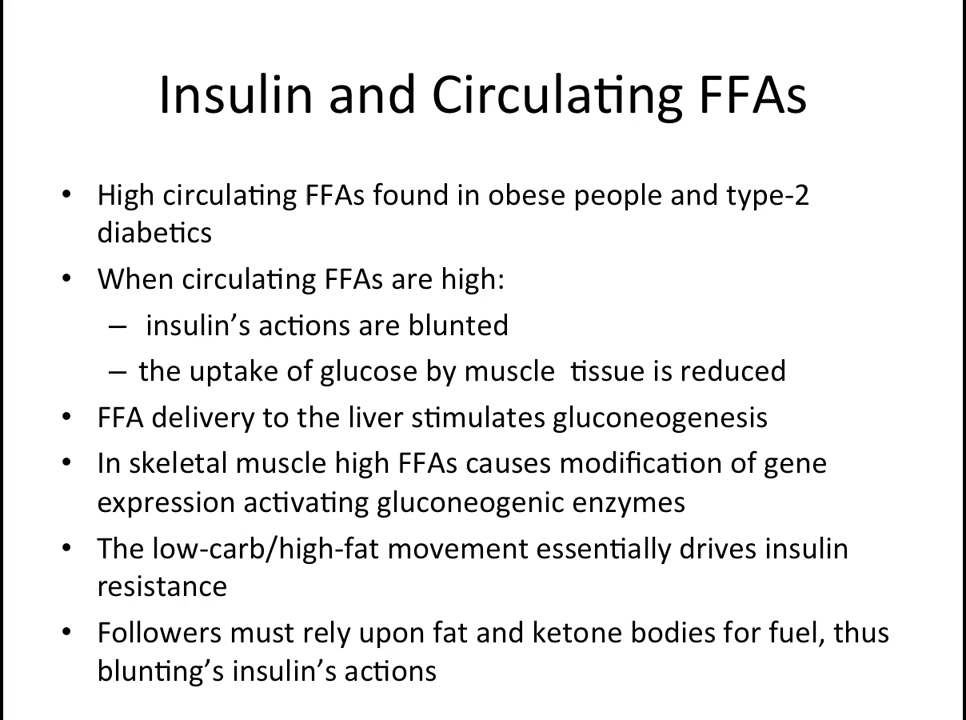 Insulin and Circulating FFAs
• High circulating FFAs found in obese people and type-2
diabetics
• When circulating FFAs are high:
– insulin’s actions are blunted
– the uptake of glucose by muscle tissue is reduced
• FFA delivery to the liver stimulates gluconeogenesis
• In skeletal muscle high FFAs causes modification of gene
expression activating gluconeogenic enzymes
• The low-carb/high-fat movement essentially drives insulin
resistance
• Followers must rely upon fat and ketone bodies for fuel, thus
blunting’s insulin’s actions